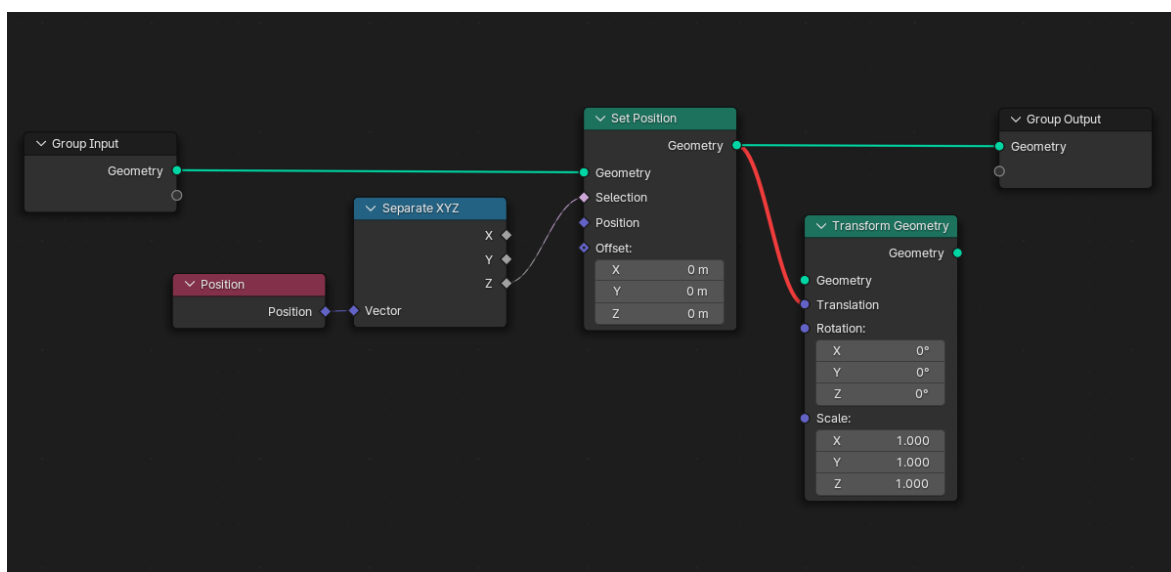 Group Input
Geometry
Position
Position
Separate XYZ
X
Y
Z
Vector
Set Position
Geometry
Geometry
Selection
Position
Offset:
X 0 m
Y 0 m
Z 0 m
Transform Geometry
Geometry
Geometry
Translation
Rotation:
X 0°
Y 0°
Z 0°
Scale:
X 1.000
Y 1.000
Z 1.000
Group Output
Geometry